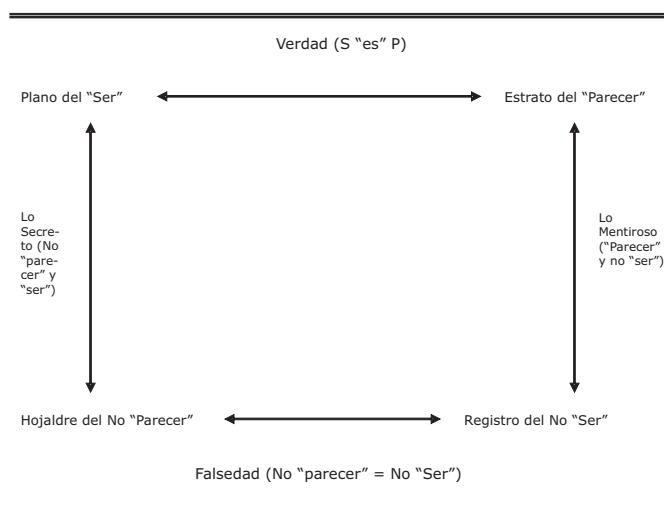 Verdad (S “es” P)
Plano del “Ser”
Estrato del “Parecer”
Lo
Secre-
to (No
“pare-
cer” y
“ser”)
Lo
Mentiroso
(“Parecer”
y no “ser”)
Hojaldre del No “Parecer”
Registro del No “Ser”
Falsedad (No “parecer” = No “Ser”)